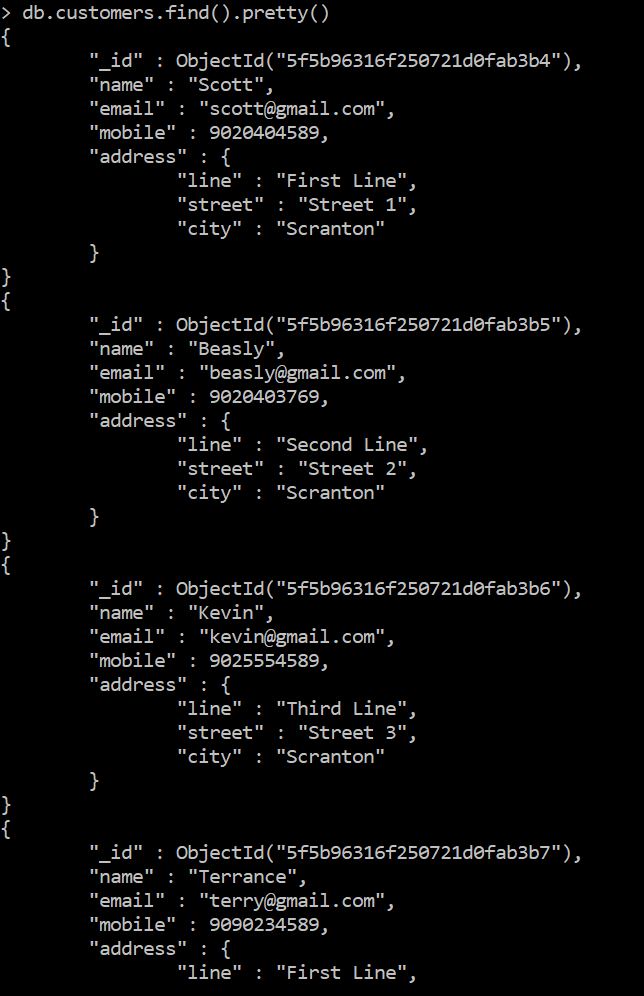 > db.customers.find().pretty()
{
"_id" : ObjectId("5f5b96316f250721d0fab3b4"),
"name" : "Scott",
"email" : "scott@gmail.com",
"mobile" : 9020404589,
"address" : {
"line" : "First Line",
"street" : "Street 1",
"city" : "Scranton"
}
}
{
"_id" : ObjectId("5f5b96316f250721d0fab3b5"),
"name" : "Beasly",
"email" : "beasly@gmail.com",
"mobile" : 9020403769,
"address" : {
"line" : "Second Line",
"street" : "Street 2",
"city" : "Scranton"
}
}
{
"_id" : ObjectId("5f5b96316f250721d0fab3b6"),
"name" : "Kevin",
"email" : "kevin@gmail.com",
"mobile" : 9025554589,
"address" : {
"line" : "Third Line",
"street" : "Street 3",
"city" : "Scranton"
}
}
{
"_id" : ObjectId("5f5b96316f250721d0fab3b7"),
"name" : "Terrance",
"email" : "terry@gmail.com",
"mobile" : 9090234589,
"address" : {
"line" : "First Line",